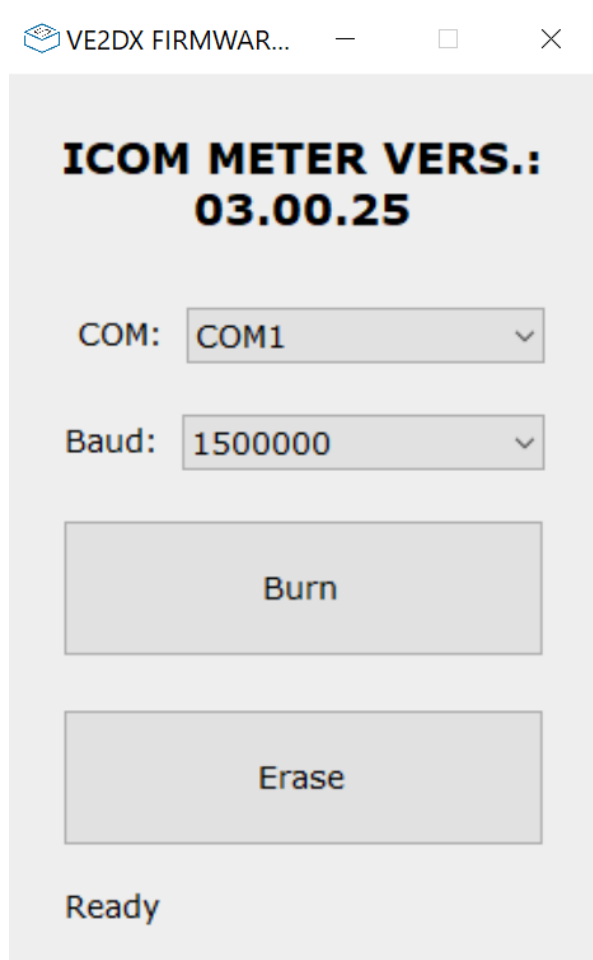 VE2DX FIRMWAR...
ICOM METER VERS.:
03.00.25
COM: COM1
Baud: 1500000
Burn
Erase
Ready